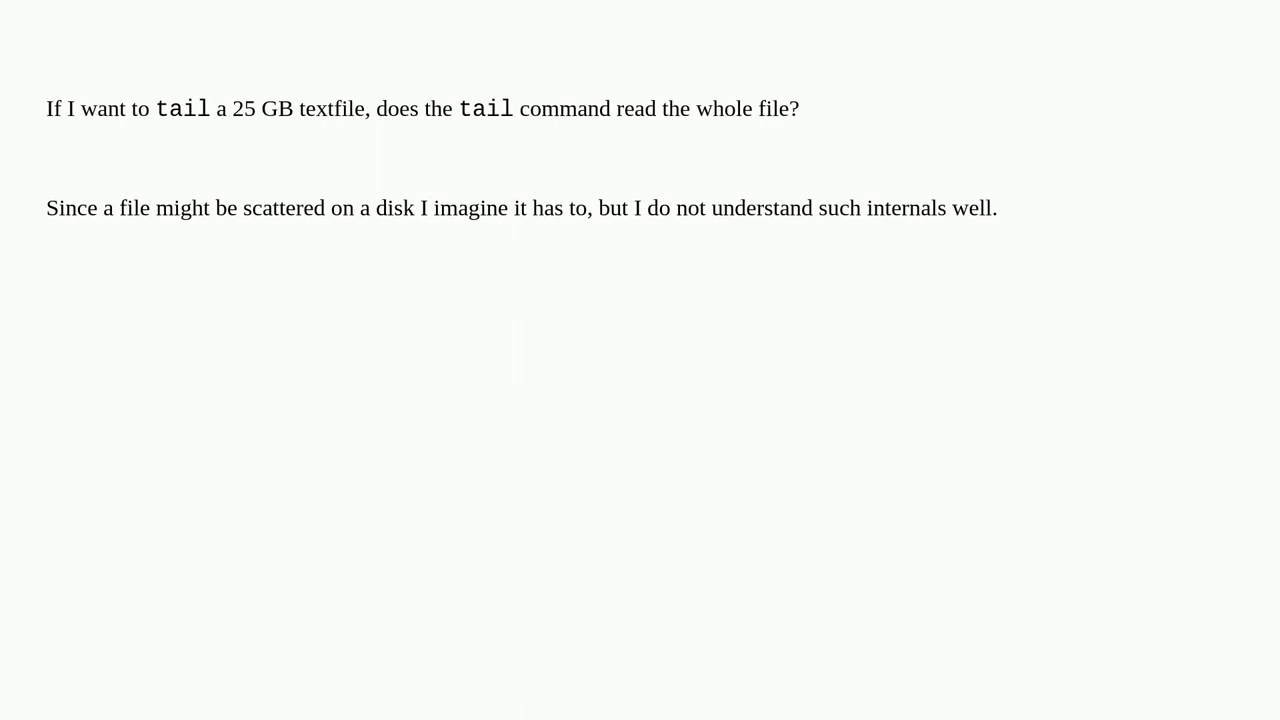 If I want to tail a 25 GB textfile, does the tail command read the whole file?
Since a file might be scattered on a disk I imagine it has to, but I do not understand such internals well.